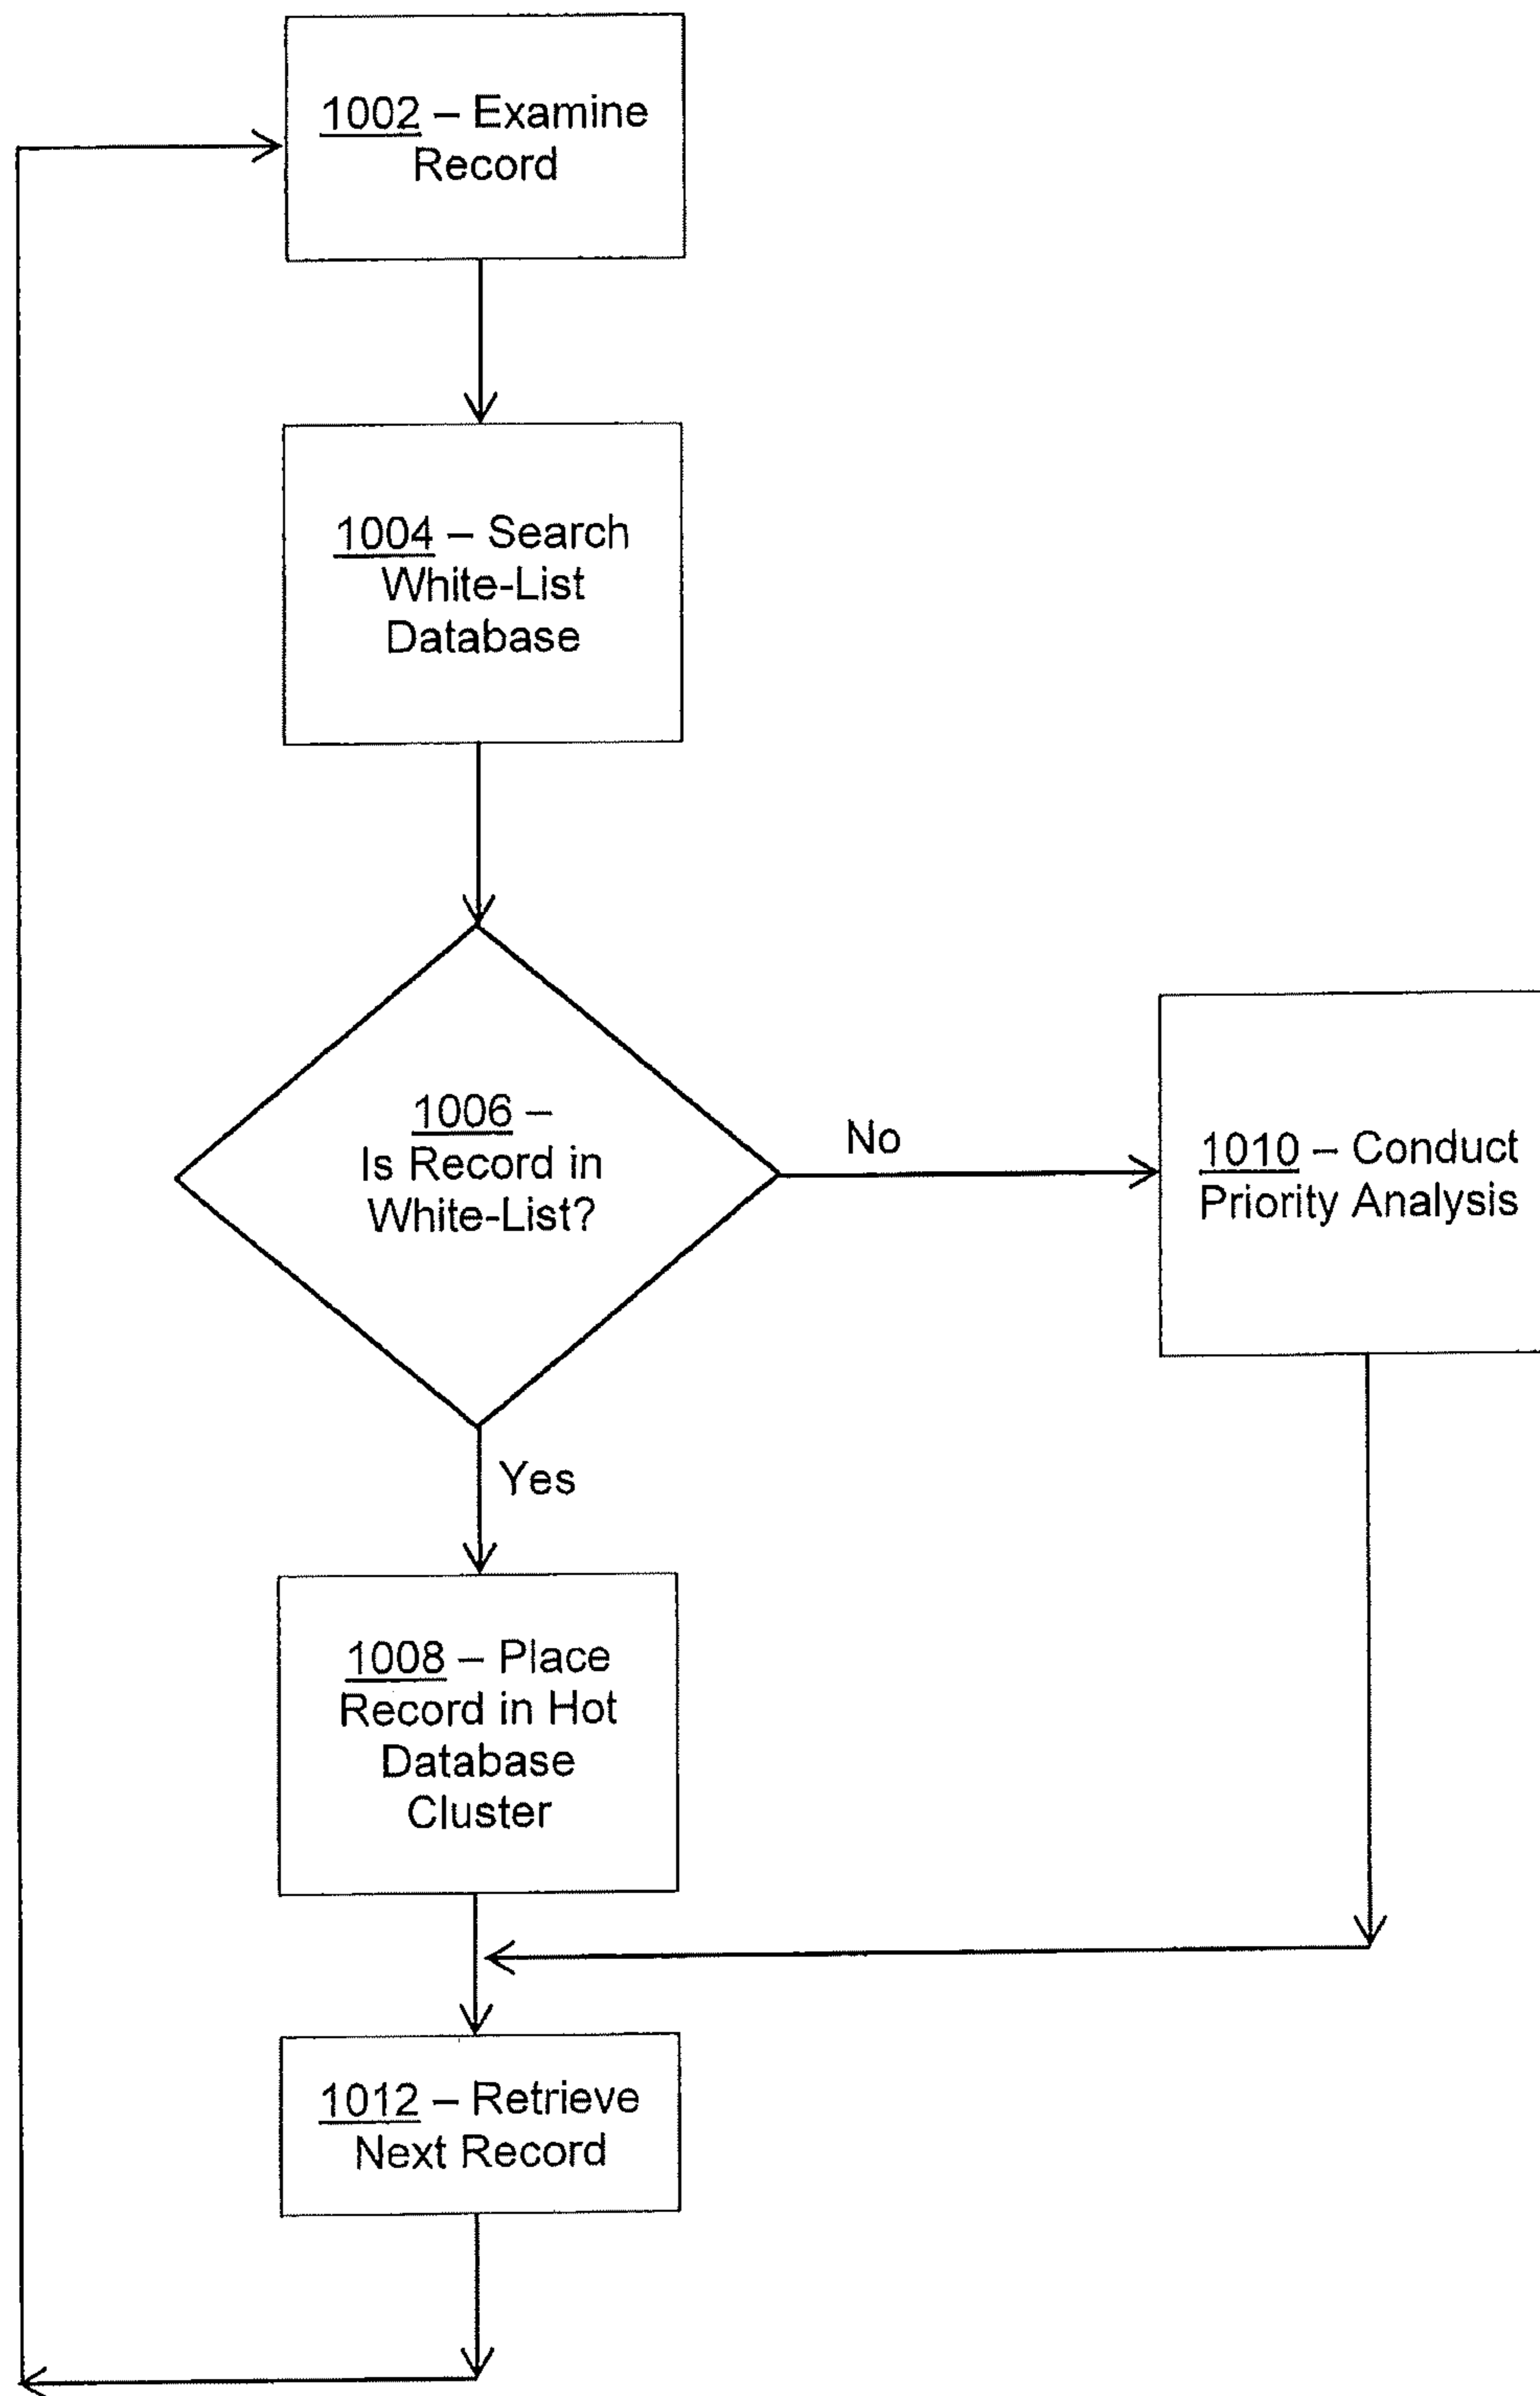 1002 – Examine
Record
1004 – Search
White-List
Database
1006 –
Is Record in
White-List?
No
1010 – Conduct
Priority Analysis
Yes
1008 – Place
Record in Hot
Database
Cluster
1012 – Retrieve
Next Record